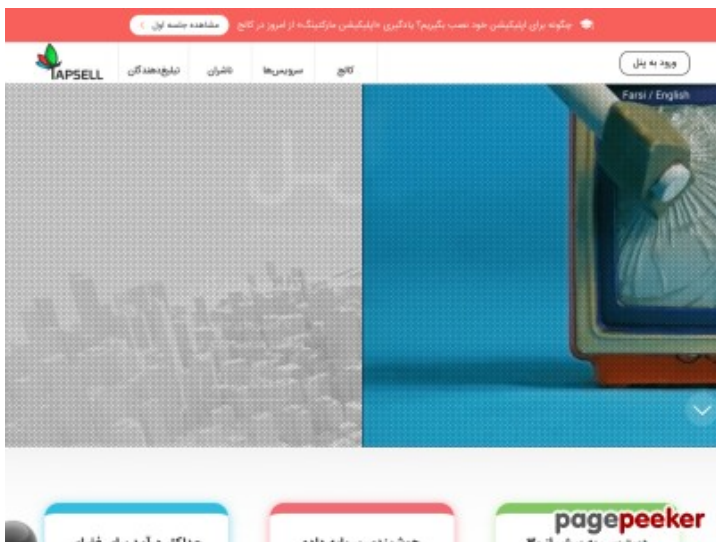 چگونه برای اپلیکیشن خود نصب بگیریم؟ یادگیری «اپلیکیشن مارکتینگ» از امروز در کالج
مشاهده جلسه اول
TAPSELL
تبلیغ‌دهندگان
ناشران
سرویس‌ها
کالج
ورود به پنل
Farsi / English
pagepeeker